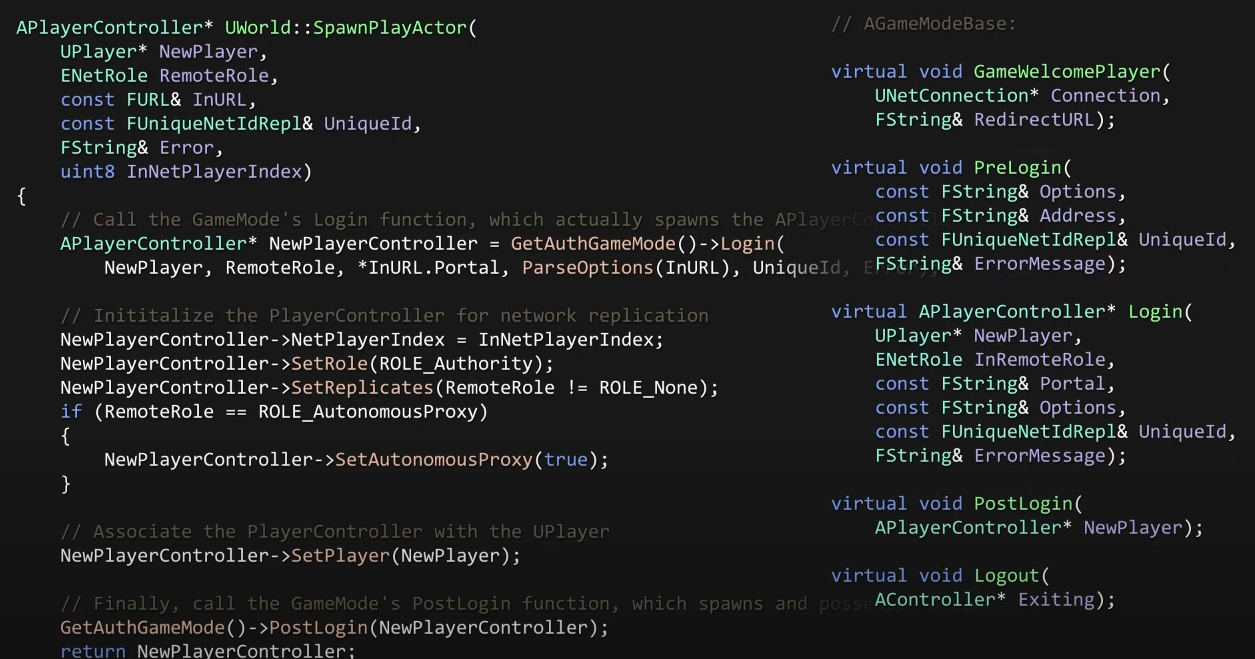 APlayerController* UWorld::SpawnPlayActor(
    UPlayer* NewPlayer,
    ENetRole RemoteRole,
    const FURL& InURL,
    const FUniqueNetIdRepl& UniqueId,
    FString& Error,
    uint8 InNetPlayerIndex)
{
    // Call the GameMode's Login function, which actually spawns the APlayerCo
    APlayerController* NewPlayerController = GetAuthGameMode()->Login(
        NewPlayer, RemoteRole, *InURL.Portal, ParseOptions(InURL), UniqueId, Error);

    // Inititalize the PlayerController for network replication
    NewPlayerController->NetPlayerIndex = InNetPlayerIndex;
    NewPlayerController->SetRole(ROLE_Authority);
    NewPlayerController->SetReplicates(RemoteRole != ROLE_None);
    if (RemoteRole == ROLE_AutonomousProxy)
    {
        NewPlayerController->SetAutonomousProxy(true);
    }

    // Associate the PlayerController with the UPlayer
    NewPlayerController->SetPlayer(NewPlayer);

    // Finally, call the GameMode's PostLogin function, which spawns and posse
    GetAuthGameMode()->PostLogin(NewPlayerController);
    return NewPlayerController;
// AGameModeBase:

virtual void GameWelcomePlayer(
    UNetConnection* Connection,
    FString& RedirectURL);

virtual void PreLogin(
    const FString& Options,
    const FString& Address,
    const FUniqueNetIdRepl& UniqueId,
    FString& ErrorMessage);

virtual APlayerController* Login(
    UPlayer* NewPlayer,
    ENetRole InRemoteRole,
    const FString& Portal,
    const FString& Options,
    const FUniqueNetIdRepl& UniqueId,
    FString& ErrorMessage);

virtual void PostLogin(
    APlayerController* NewPlayer);

virtual void Logout(
    AController* Exiting);